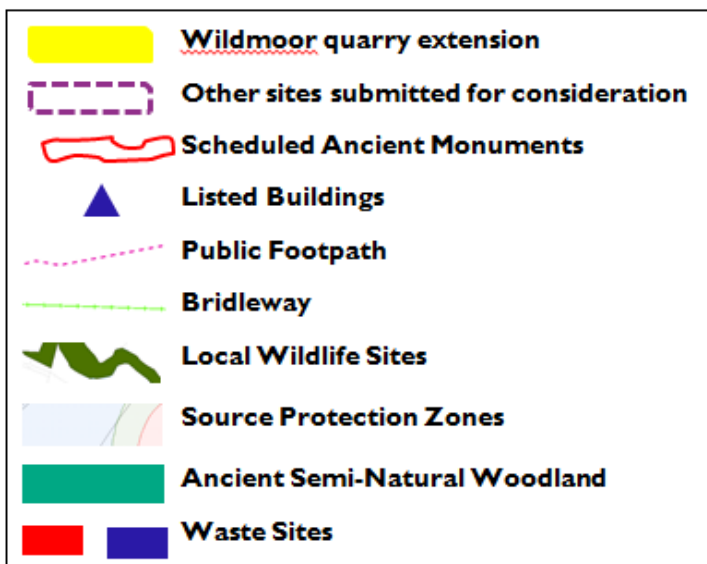 Wildmoor quarry extension
Other sites submitted for consideration
Scheduled Ancient Monuments
Listed Buildings
Public Footpath
Bridleway
Local Wildlife Sites
Source Protection Zones
Ancient Semi-Natural Woodland
Waste Sites